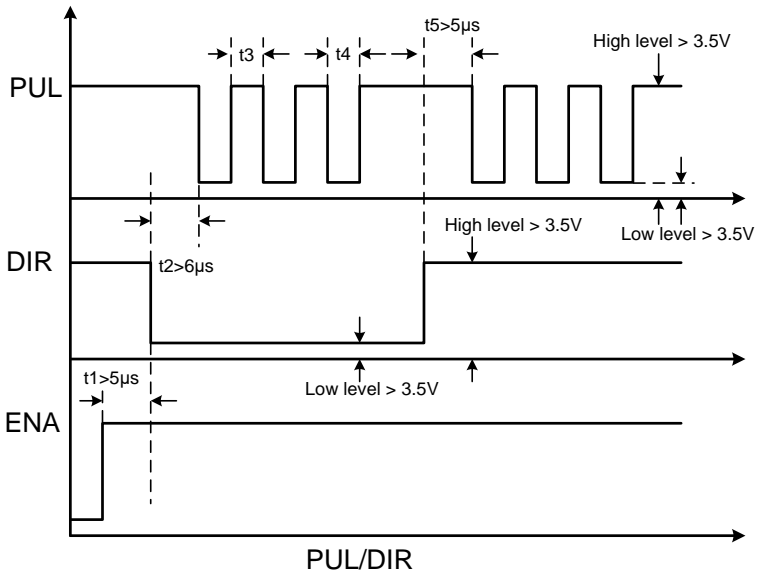 t5>5μs
High level > 3.5V
t3
t4
PUL
High level > 3.5V
Low level > 3.5V
DIR
t2>6μs
t1>5μs
Low level > 3.5V
ENA
PUL/DIR